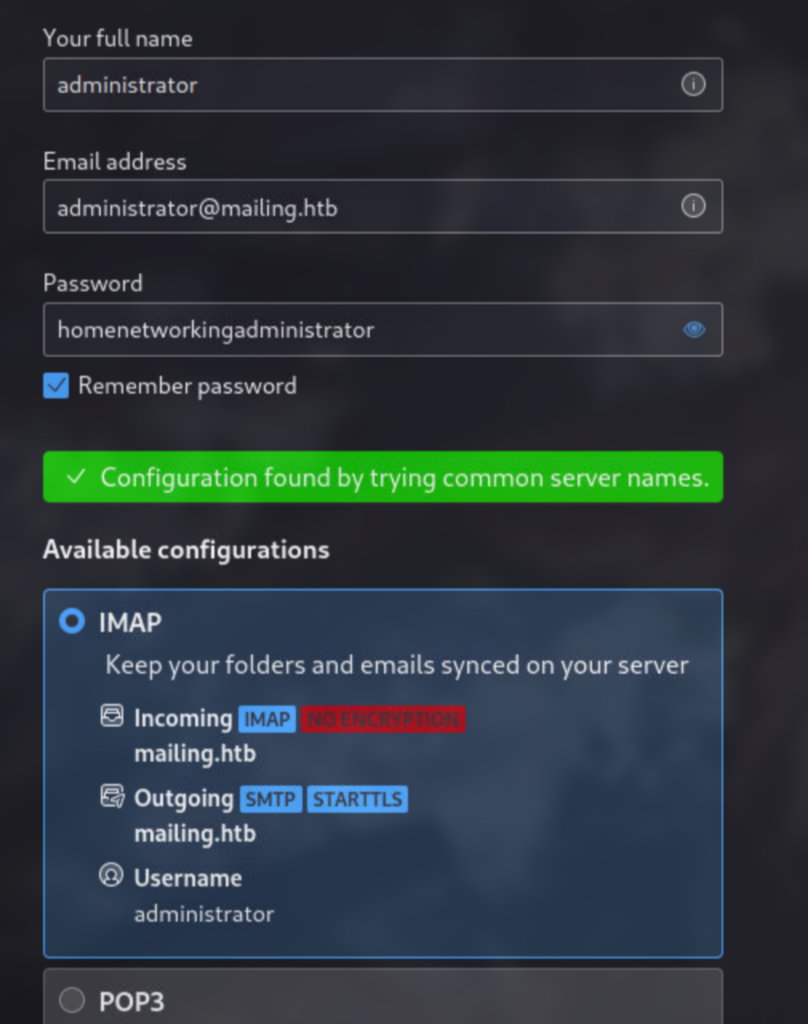 Your full name
administrator
Email address
administrator@mailing.htb
Password
homenetworkingadministrator
Remember password
Configuration found by trying common server names.
Available configurations
IMAP
Keep your folders and emails synced on your server
Incoming IMAP NO ENCRYPTION
mailing.htb
Outgoing SMTP STARTTLS
mailing.htb
Username
administrator
POP3